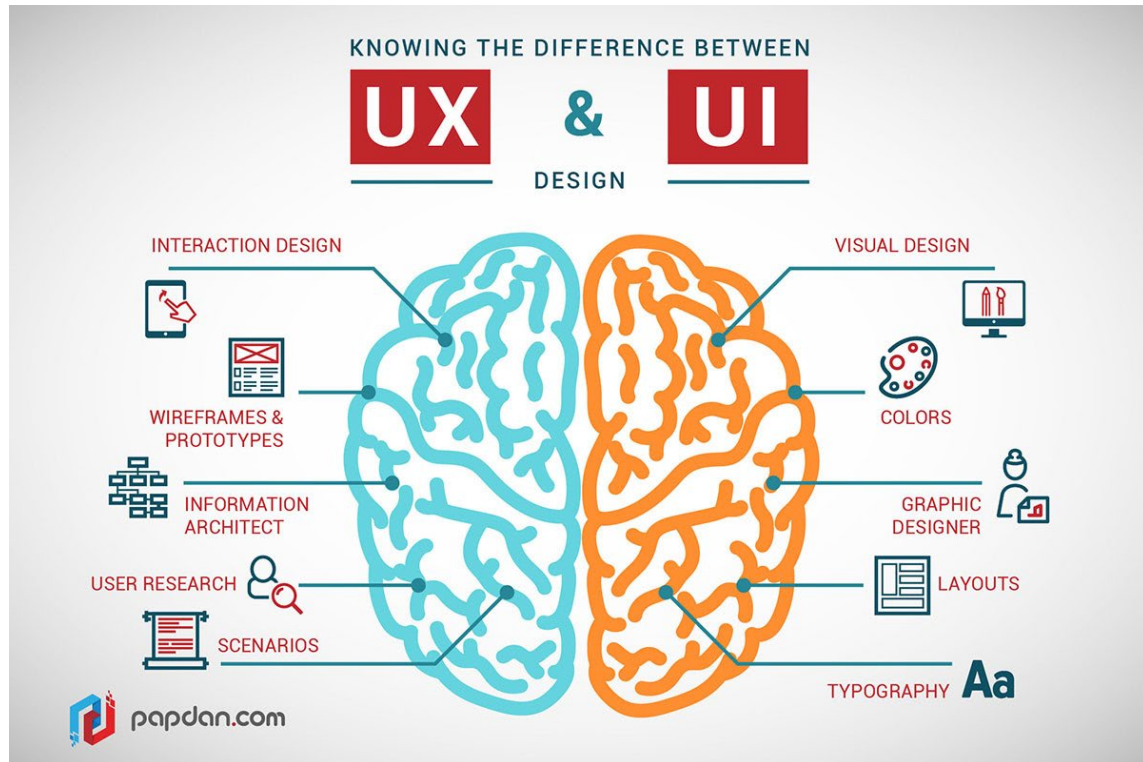 KNOWING THE DIFFERENCE BETWEEN
UX & UI
DESIGN
INTERACTION DESIGN
WIREFRAMES &
PROTOTYPES
INFORMATION
ARCHITECT
USER RESEARCH
SCENARIOS
VISUAL DESIGN
COLORS
GRAPHIC
DESIGNER
LAYOUTS
TYPOGRAPHY Aa
papdan.com